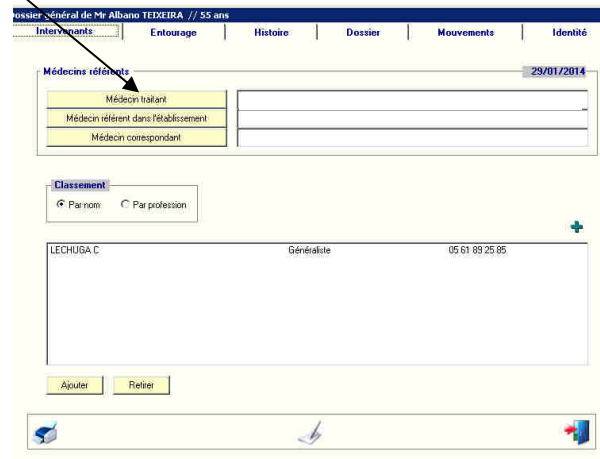 ossier général de Mr Albano TEIXEIRA // 55 ans
Intervenants Entourage Histoire Dossier Mouvements Identité
Médecins référents 29/01/2014
Médecin traitant
Médecin référent dans l'établissement
Médecin correspondant
Classement
Par nom Par profession
LECHUGA C Généraliste 05 61 89 25 85
Ajouter Retirer